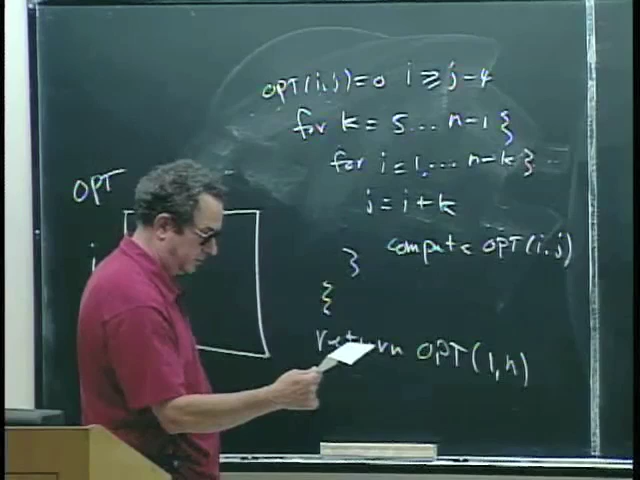 OPT(i,j)=0 i ≥ j-4
for k = 5 ... n-1 }
for i = 1, ... n-k } ...
j = i + k
compute OPT(i,j)
}
}
return OPT(1,n)
OPT
i